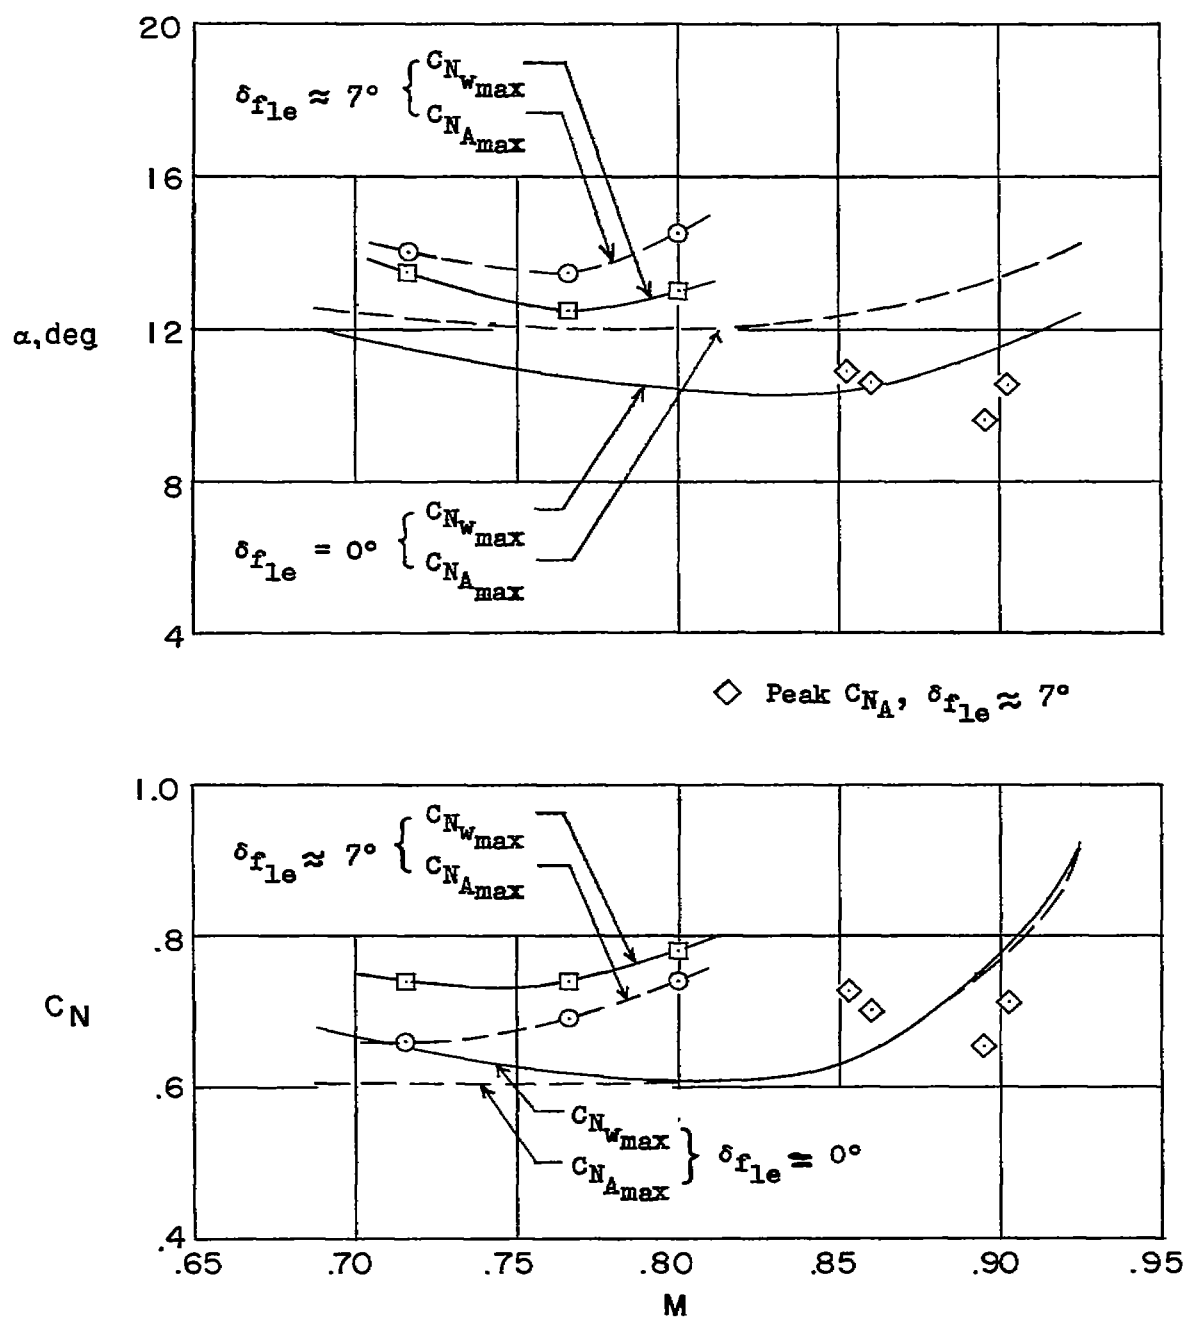 20
δfle ≈ 7° { CNwmax
CNAmax
16
α, deg
12
8
δfle = 0° { CNwmax
CNAmax
4
◇ Peak CNA, δfle ≈ 7°
1.0
δfle ≈ 7° { CNwmax
CNAmax
.8
CN
.6
CNwmax
CNAmax } δfle ≃ 0°
.4
.65 .70 .75 .80 .85 .90 .95
M